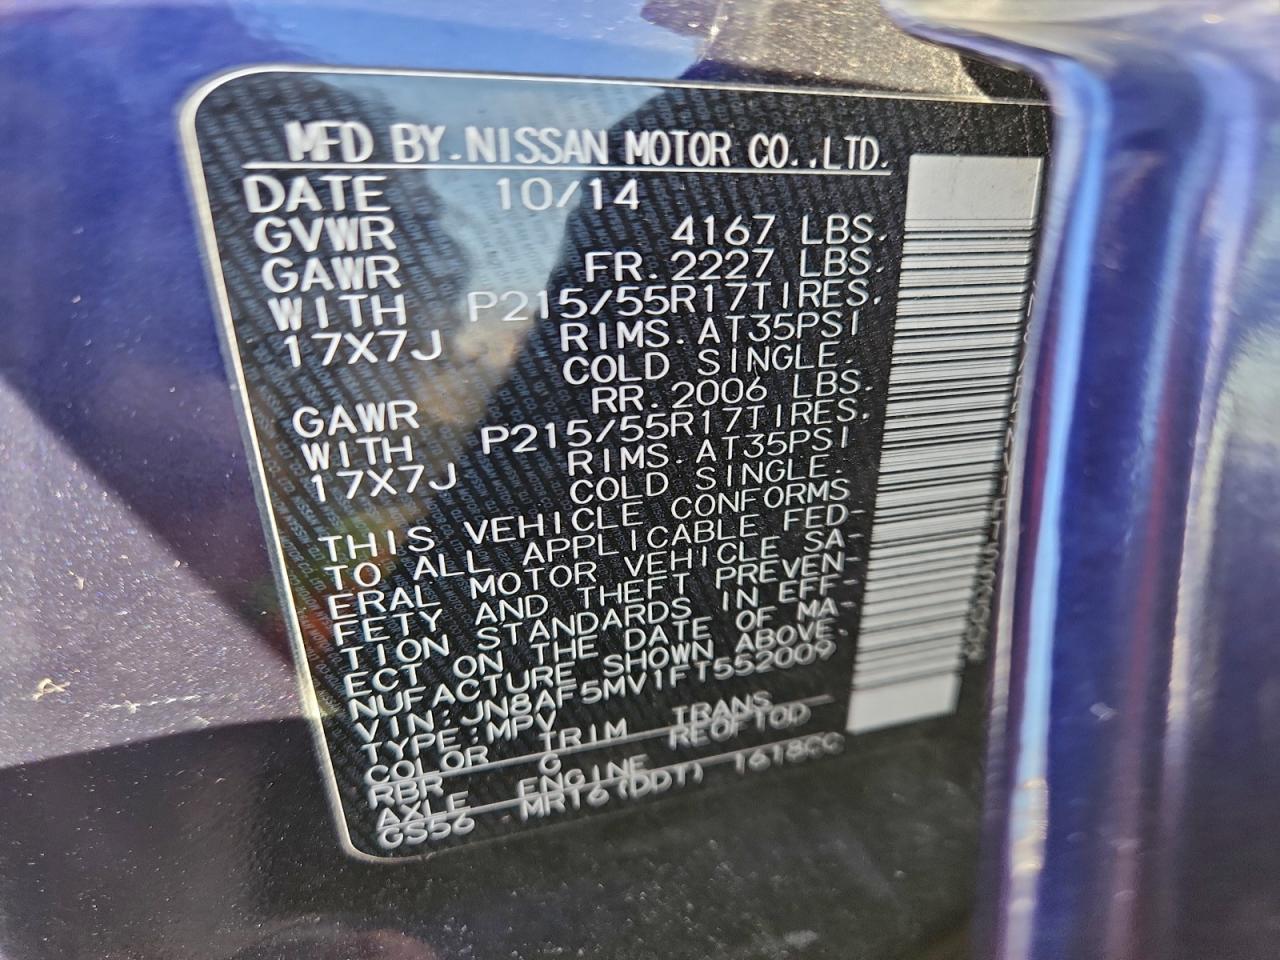 MFD BY.NISSAN MOTOR CO.,LTD.
DATE 10/14
GVWR 4167 LBS.
GAWR FR. 2227 LBS.
WITH P215/55R17TIRES.
17X7J RIMS. AT35PSI
COLD SINGLE.
GAWR RR. 2006 LBS.
WITH P215/55R17TIRES.
17X7J RIMS. AT35PSI
COLD SINGLE.
THIS VEHICLE CONFORMS
TO ALL APPLICABLE FED-
ERAL MOTOR VEHICLE SA-
FETY AND THEFT PREVEN-
TION STANDARDS IN EFF-
ECT ON THE DATE OF MA-
NUFACTURE SHOWN ABOVE.
VIN:JN8AF5MV1FT552009
TYPE:MPV
COLOR TRIM TRANS
RBR G RE0F10D
AXLE ENGINE
GS56 MR16(DDT) 1618CC